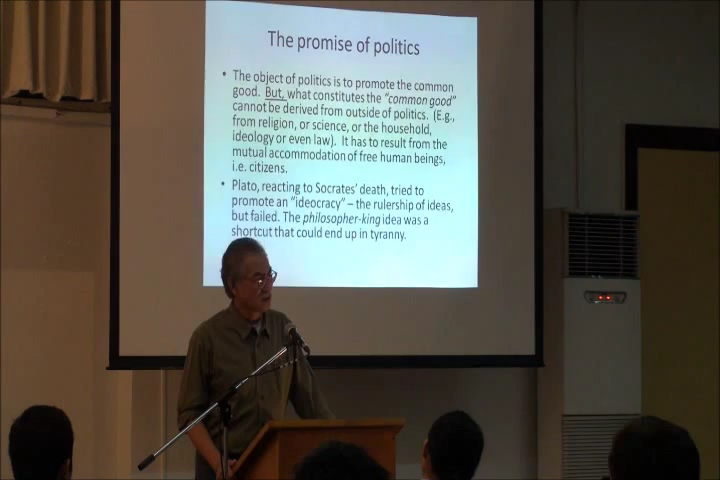 The promise of politics
• The object of politics is to promote the common
good. But, what constitutes the “common good”
cannot be derived from outside of politics. (E.g.,
from religion, or science, or the household,
ideology or even law). It has to result from the
mutual accommodation of free human beings,
i.e. citizens.
• Plato, reacting to Socrates’ death, tried to
promote an “ideocracy” – the rulership of ideas,
but failed. The philosopher-king idea was a
shortcut that could end up in tyranny.